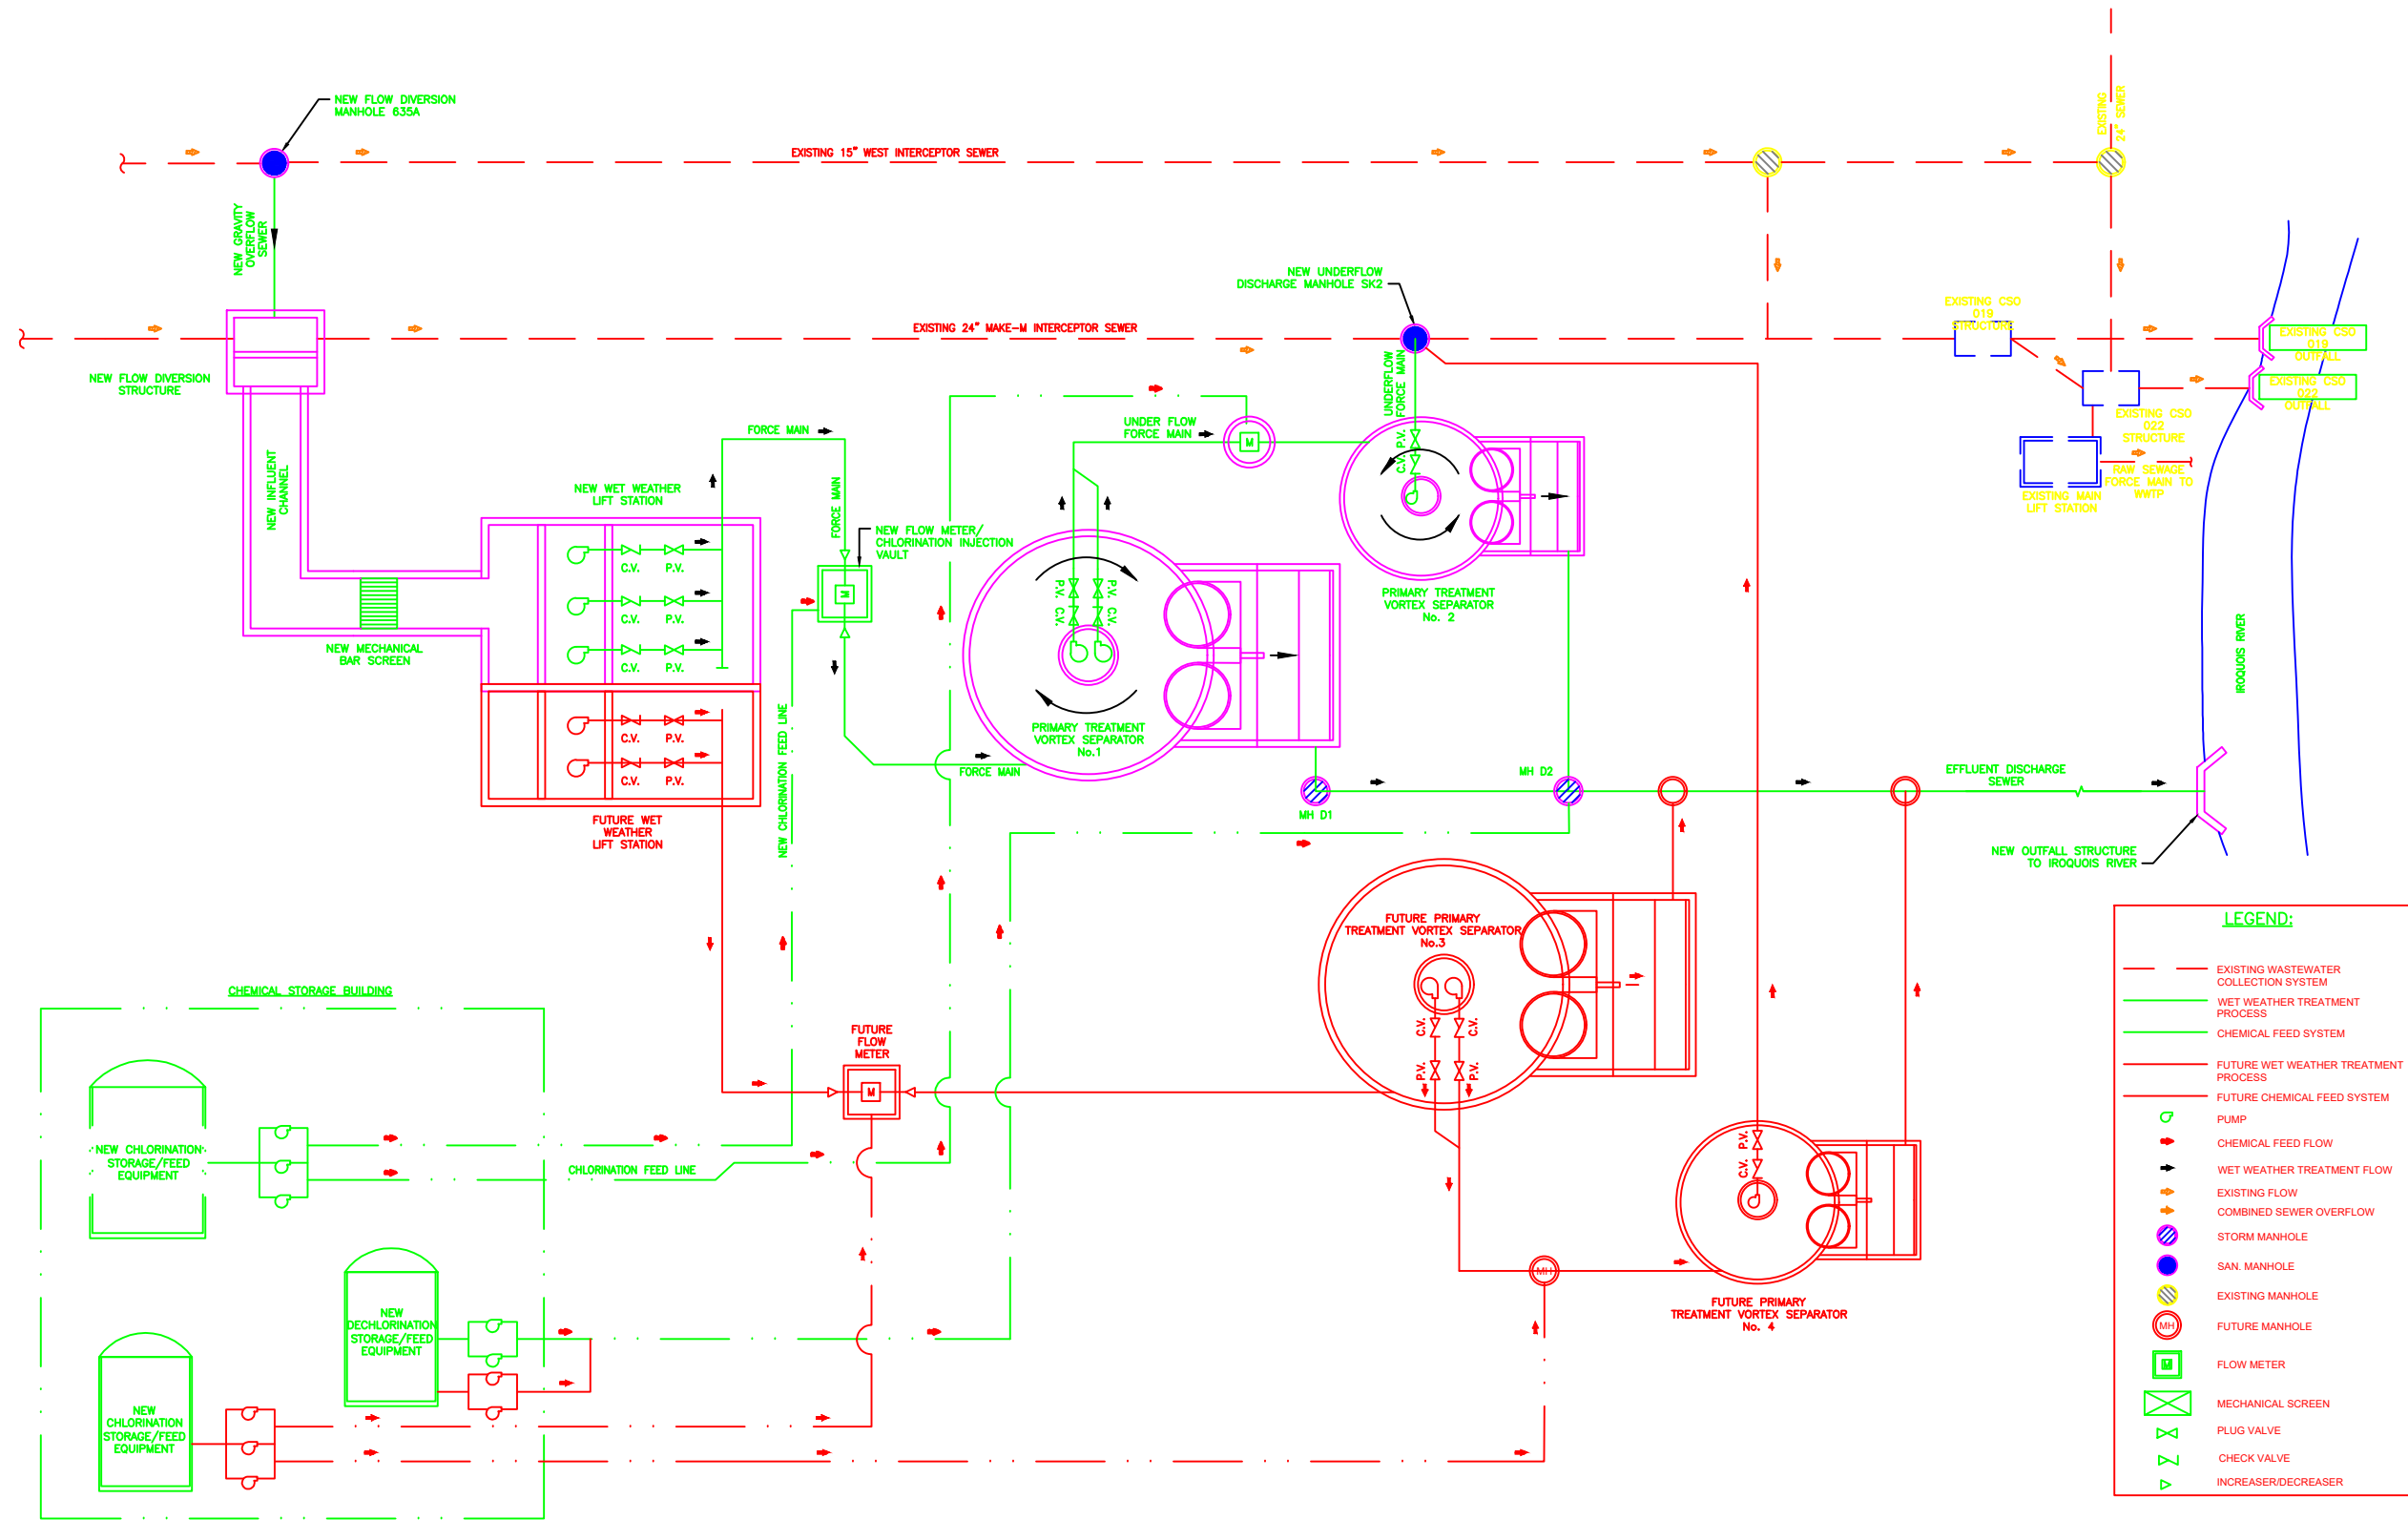 NEW FLOW DIVERSION
MANHOLE 635A
EXISTING
24" SEWER
EXISTING 15" WEST INTERCEPTOR SEWER
NEW GRAVITY
OVERFLOW
SEWER
NEW UNDERFLOW
DISCHARGE MANHOLE SK2
EXISTING CSO
019
STRUCTURE
EXISTING 24" MAKE-M INTERCEPTOR SEWER
EXISTING CSO
019
OUTFALL
NEW FLOW DIVERSION
STRUCTURE
UNDERFLOW
FORCE MAIN
EXISTING CSO
022
OUTFALL
EXISTING CSO
022
STRUCTURE
FORCE MAIN
UNDER FLOW
FORCE MAIN
M
C.V. P.V.
RAW SEWAGE
FORCE MAIN TO
WWTP
EXISTING MAIN
LIFT STATION
NEW INFLUENT
CHANNEL
NEW WET WEATHER
LIFT STATION
FORCE MAIN
NEW FLOW METER/
CHLORINATION INJECTION
VAULT
C.V. P.V.
M
P.V. C.V.
P.V. C.V.
PRIMARY TREATMENT
VORTEX SEPARATOR
No. 2
C.V. P.V.
NEW MECHANICAL
BAR SCREEN
C.V. P.V.
IROQUOIS RIVER
PRIMARY TREATMENT
VORTEX SEPARATOR
No.1
C.V. P.V.
NEW CHLORINATION FEED LINE
FORCE MAIN
MH D2
EFFLUENT DISCHARGE
SEWER
C.V. P.V.
MH D1
FUTURE WET
WEATHER
LIFT STATION
NEW OUTFALL STRUCTURE
TO IROQUOIS RIVER
FUTURE PRIMARY
TREATMENT VORTEX SEPARATOR
No.3
CHEMICAL STORAGE BUILDING
FUTURE
FLOW
METER
M
C.V.
C.V.
P.V.
P.V.
NEW CHLORINATION
STORAGE/FEED
EQUIPMENT
CHLORINATION FEED LINE
C.V. P.V.
MH
FUTURE PRIMARY
TREATMENT VORTEX SEPARATOR
No. 4
NEW
DECHLORINATION
STORAGE/FEED
EQUIPMENT
NEW
CHLORINATION
STORAGE/FEED
EQUIPMENT
LEGEND:
EXISTING WASTEWATER
COLLECTION SYSTEM
WET WEATHER TREATMENT
PROCESS
CHEMICAL FEED SYSTEM
FUTURE WET WEATHER TREATMENT
PROCESS
FUTURE CHEMICAL FEED SYSTEM
PUMP
CHEMICAL FEED FLOW
WET WEATHER TREATMENT FLOW
EXISTING FLOW
COMBINED SEWER OVERFLOW
STORM MANHOLE
SAN. MANHOLE
EXISTING MANHOLE
MH FUTURE MANHOLE
M FLOW METER
MECHANICAL SCREEN
PLUG VALVE
CHECK VALVE
INCREASER/DECREASER